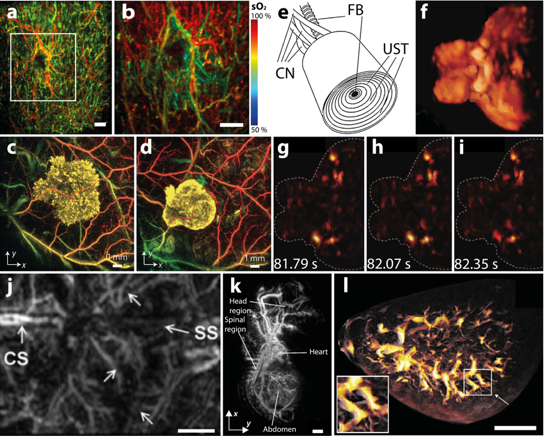 a
b
sO₂
100 %
50 %
e
FB
UST
CN
f
c
y
x
1 mm
d
y
x
1 mm
g
81.79 s
h
82.07 s
i
82.35 s
j
CS
SS
k
Head
region
Spinal
region
Heart
Abdomen
x
y
l